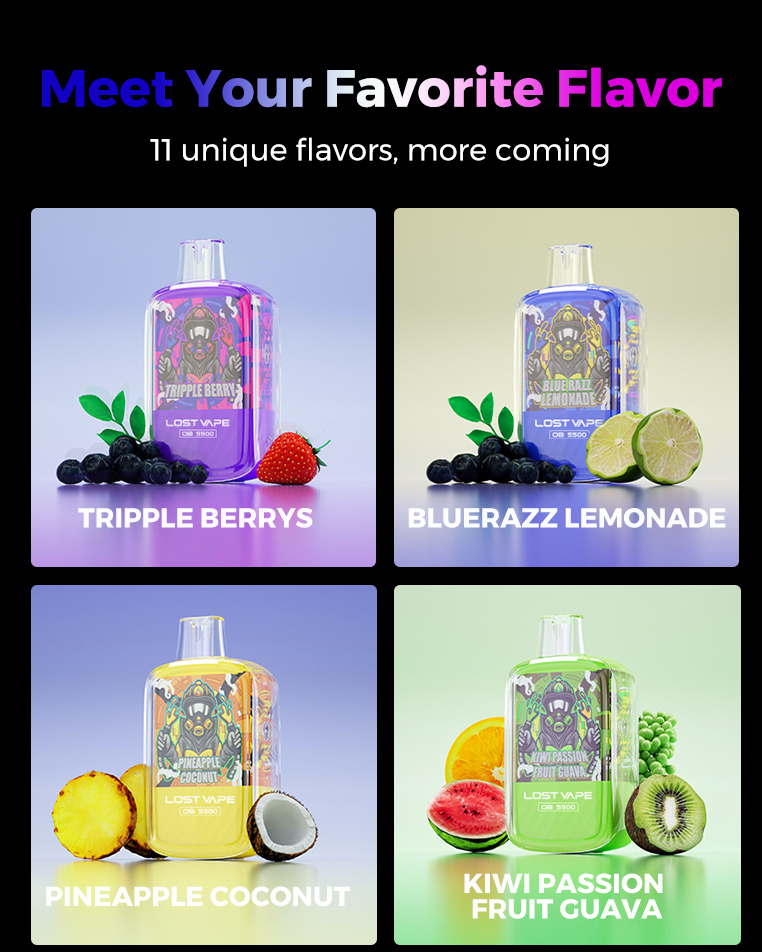 Meet Your Favorite Flavor
11 unique flavors, more coming
TRIPPLE BERRY
LOST VAPE
OB 5500
TRIPPLE BERRYS
BLUE RAZZ
LEMONADE
LOST VAPE
OB 5500
BLUERAZZ LEMONADE
PINEAPPLE
COCONUT
LOST VAPE
OB 5500
PINEAPPLE COCONUT
KIWI PASSION
FRUIT GUAVA
LOST VAPE
OB 5500
KIWI PASSION
FRUIT GUAVA